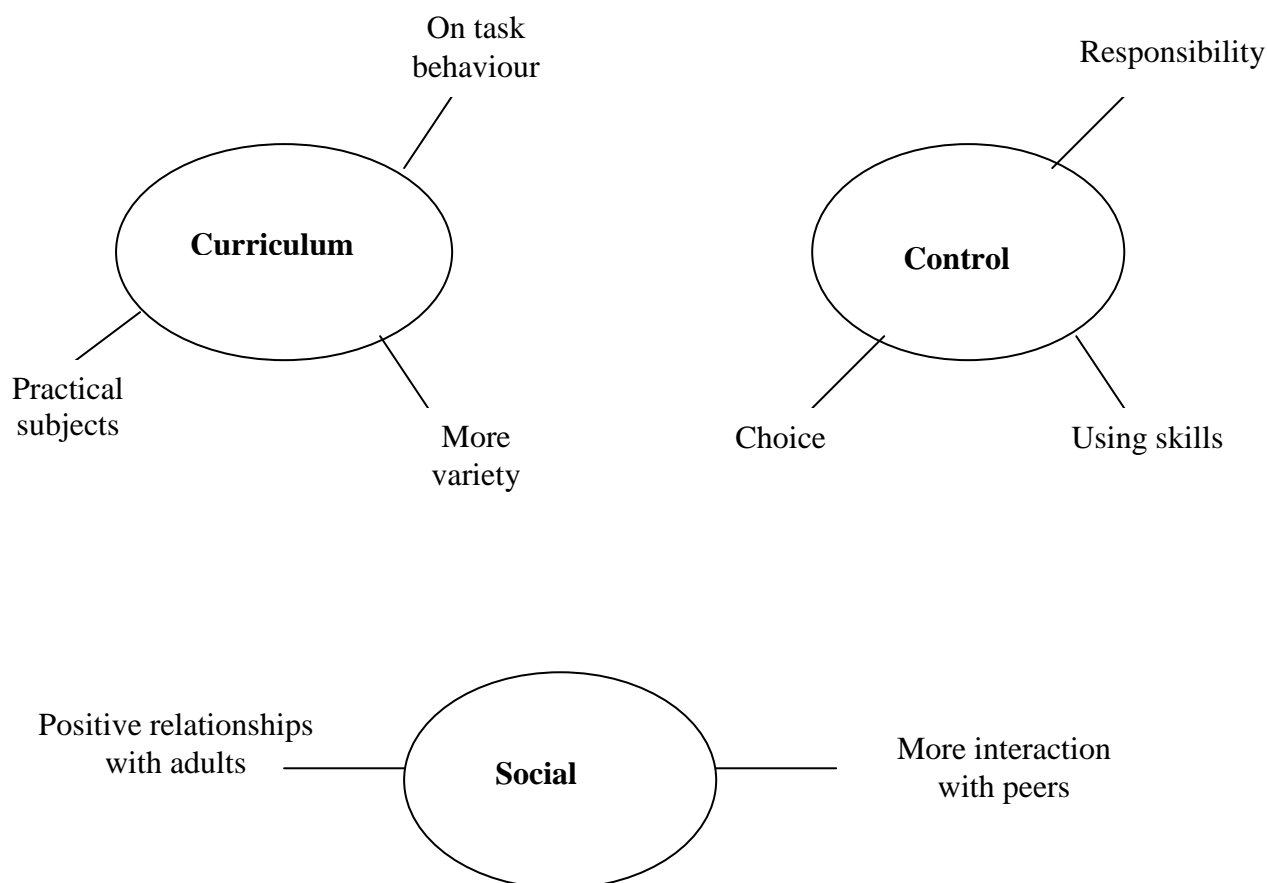 On task
behaviour
Responsibility
Curriculum
Control
Practical
subjects
More
variety
Choice
Using skills
Positive relationships
with adults
Social
More interaction
with peers